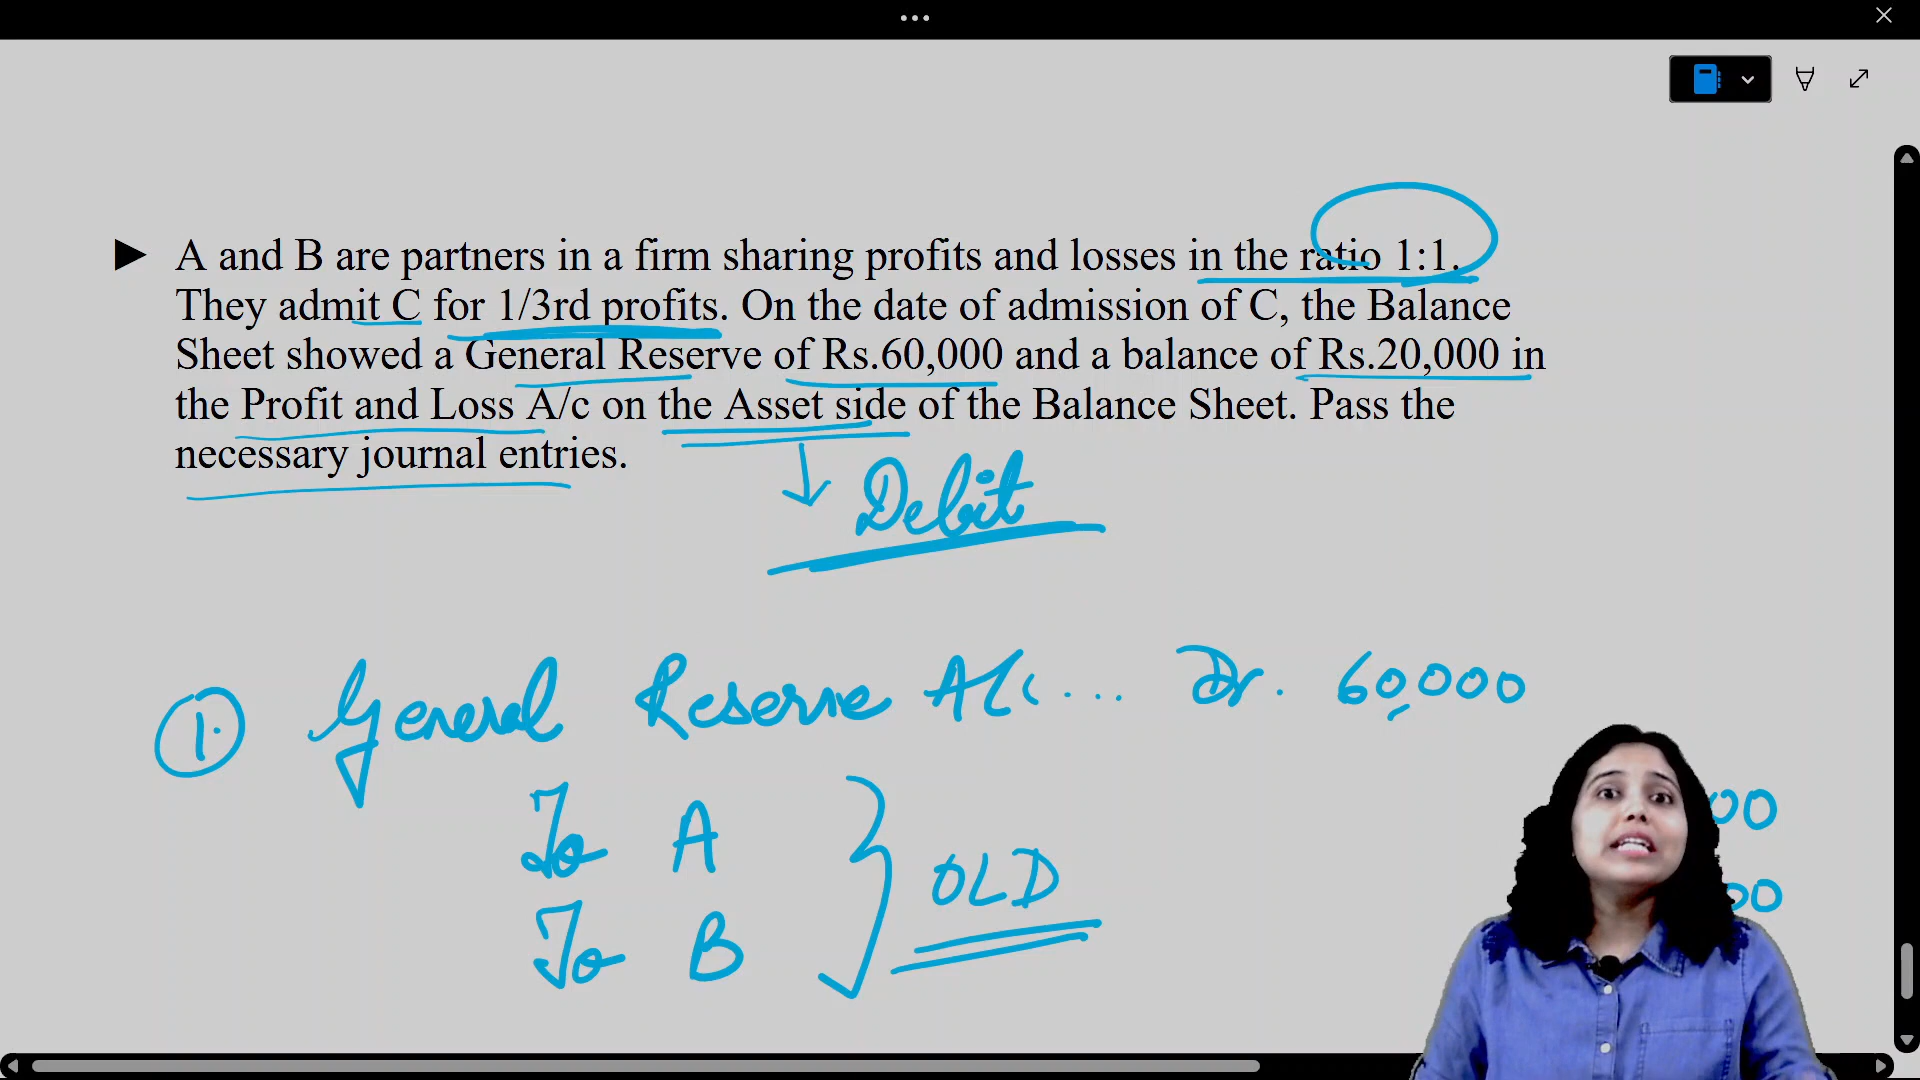 ► A and B are partners in a firm sharing profits and losses in the ratio 1:1.
They admit C for 1/3rd profits. On the date of admission of C, the Balance
Sheet showed a General Reserve of Rs.60,000 and a balance of Rs.20,000 in
the Profit and Loss A/c on the Asset side of the Balance Sheet. Pass the
necessary journal entries.
Debit
1. General Reserve A/c ... Dr. 60,000
To A 00
OLD
To B 00